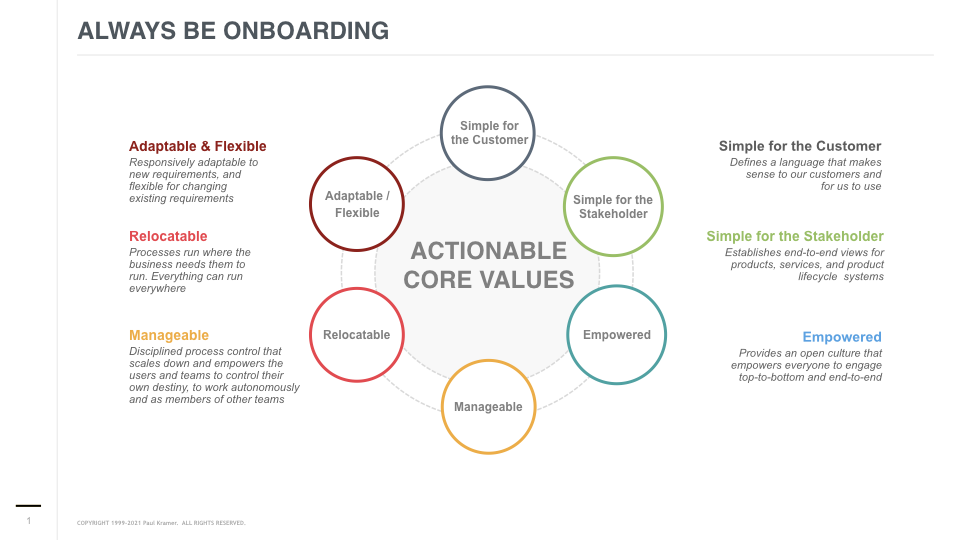 ALWAYS BE ONBOARDING
Adaptable & Flexible
Responsively adaptable to
new requirements, and
flexible for changing
existing requirements
Relocatable
Processes run where the
business needs them to
run. Everything can run
everywhere
Manageable
Disciplined process control that
scales down and empowers the
users and teams to control their
own destiny, to work autonomously
and as members of other teams
Simple for
the Customer
Adaptable /
Flexible
Simple for the
Stakeholder
ACTIONABLE
CORE VALUES
Relocatable
Empowered
Manageable
Simple for the Customer
Defines a language that makes
sense to our customers and
for us to use
Simple for the Stakeholder
Establishes end-to-end views for
products, services, and product
lifecycle systems
Empowered
Provides an open culture that
empowers everyone to engage
top-to-bottom and end-to-end
1
COPYRIGHT 1999-2021 Paul Kramer. ALL RIGHTS RESERVED.